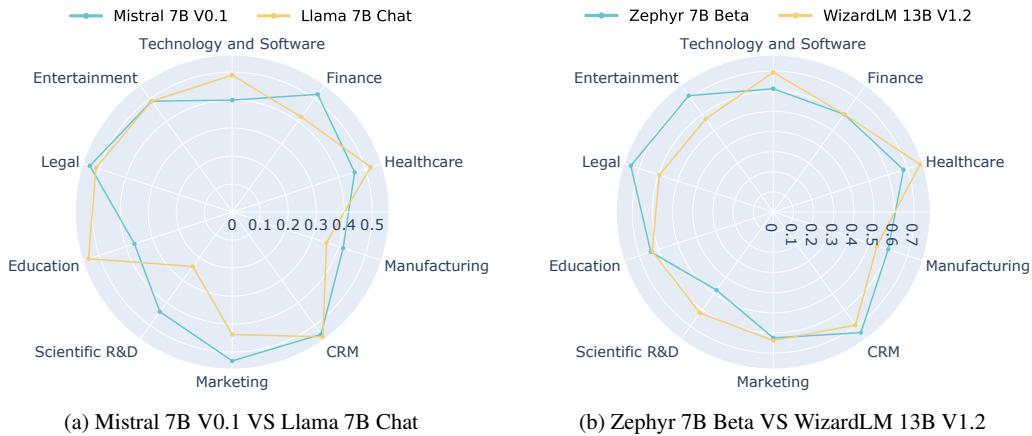 Mistral 7B V0.1 Llama 7B Chat
Technology and Software
Entertainment Finance
Legal Healthcare
0 0.1 0.2 0.3 0.4 0.5
Education Manufacturing
Scientific R&D CRM
Marketing
(a) Mistral 7B V0.1 VS Llama 7B Chat
Zephyr 7B Beta WizardLM 13B V1.2
Technology and Software
Entertainment Finance
Legal Healthcare
0 0.1 0.2 0.3 0.4 0.5 0.6 0.7
Education Manufacturing
Scientific R&D CRM
Marketing
(b) Zephyr 7B Beta VS WizardLM 13B V1.2